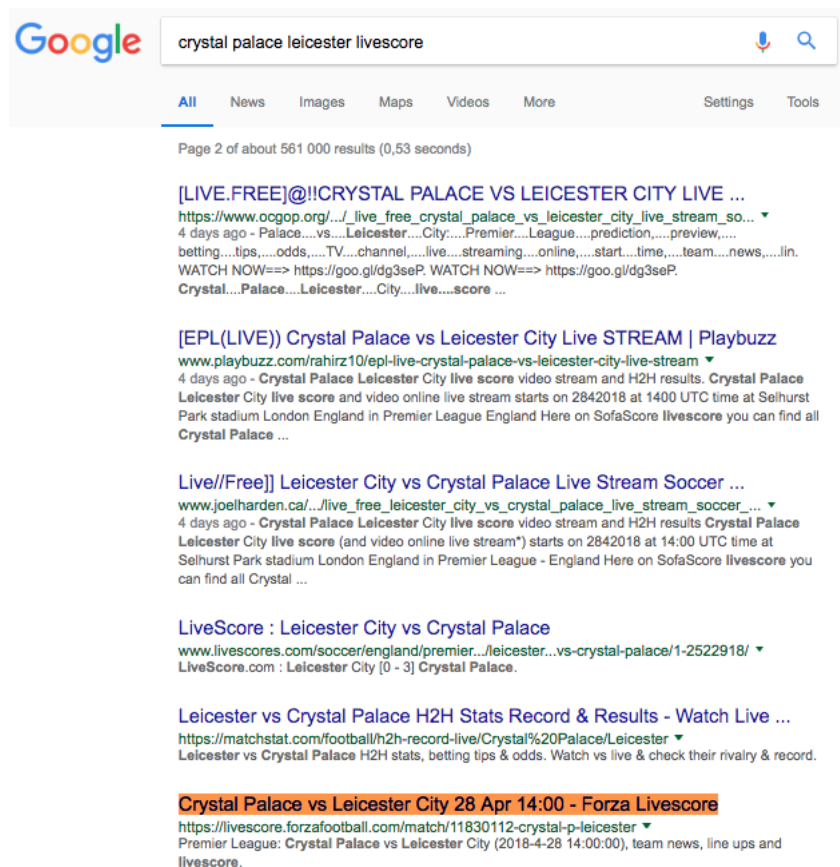 Google
crystal palace leicester livescore
All News Images Maps Videos More Settings Tools
Page 2 of about 561 000 results (0,53 seconds)
[LIVE.FREE]@!!CRYSTAL PALACE VS LEICESTER CITY LIVE ...
https://www.ocgop.org/.../_live_free_crystal_palace_vs_leicester_city_live_stream_so...
4 days ago - Palace....vs....Leicester....City:....Premier....League....prediction,....preview,....
betting....tips,....odds,....TV....channel,....live....streaming....online,....start....time,....team....news,....lin.
WATCH NOW==> https://goo.gl/dg3seP. WATCH NOW==> https://goo.gl/dg3seP.
Crystal....Palace....Leicester....City....live....score ...
[EPL(LIVE)) Crystal Palace vs Leicester City Live STREAM | Playbuzz
www.playbuzz.com/rahirz10/epl-live-crystal-palace-vs-leicester-city-live-stream
4 days ago - Crystal Palace Leicester City live score video stream and H2H results. Crystal Palace
Leicester City live score and video online live stream starts on 2842018 at 1400 UTC time at Selhurst
Park stadium London England in Premier League England Here on SofaScore livescore you can find all
Crystal Palace ...
Live//Free]] Leicester City vs Crystal Palace Live Stream Soccer ...
www.joelharden.ca/.../live_free_leicester_city_vs_crystal_palace_live_stream_soccer_...
4 days ago - Crystal Palace Leicester City live score video stream and H2H results Crystal Palace
Leicester City live score (and video online live stream*) starts on 2842018 at 14:00 UTC time at
Selhurst Park stadium London England in Premier League - England Here on SofaScore livescore you
can find all Crystal ...
LiveScore : Leicester City vs Crystal Palace
www.livescores.com/soccer/england/premier.../leicester...vs-crystal-palace/1-2522918/
LiveScore.com : Leicester City [0 - 3] Crystal Palace.
Leicester vs Crystal Palace H2H Stats Record & Results - Watch Live ...
https://matchstat.com/football/h2h-record-live/Crystal%20Palace/Leicester
Leicester vs Crystal Palace H2H stats, betting tips & odds. Watch vs live & check their rivalry & record.
Crystal Palace vs Leicester City 28 Apr 14:00 - Forza Livescore
https://livescore.forzafootball.com/match/11830112-crystal-p-leicester
Premier League: Crystal Palace vs Leicester City (2018-4-28 14:00:00), team news, line ups and
livescore.